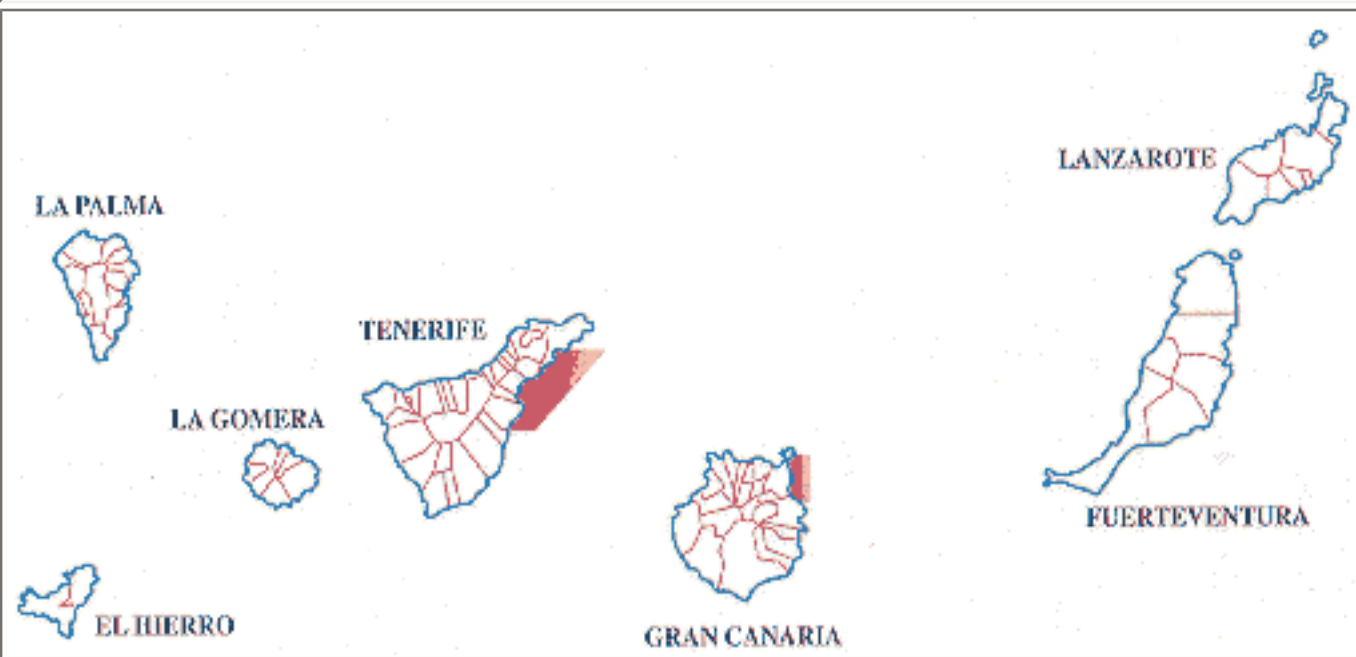 LANZAROTE
LA PALMA
TENERIFE
LA GOMERA
FUERTEVENTURA
EL HIERRO
GRAN CANARIA